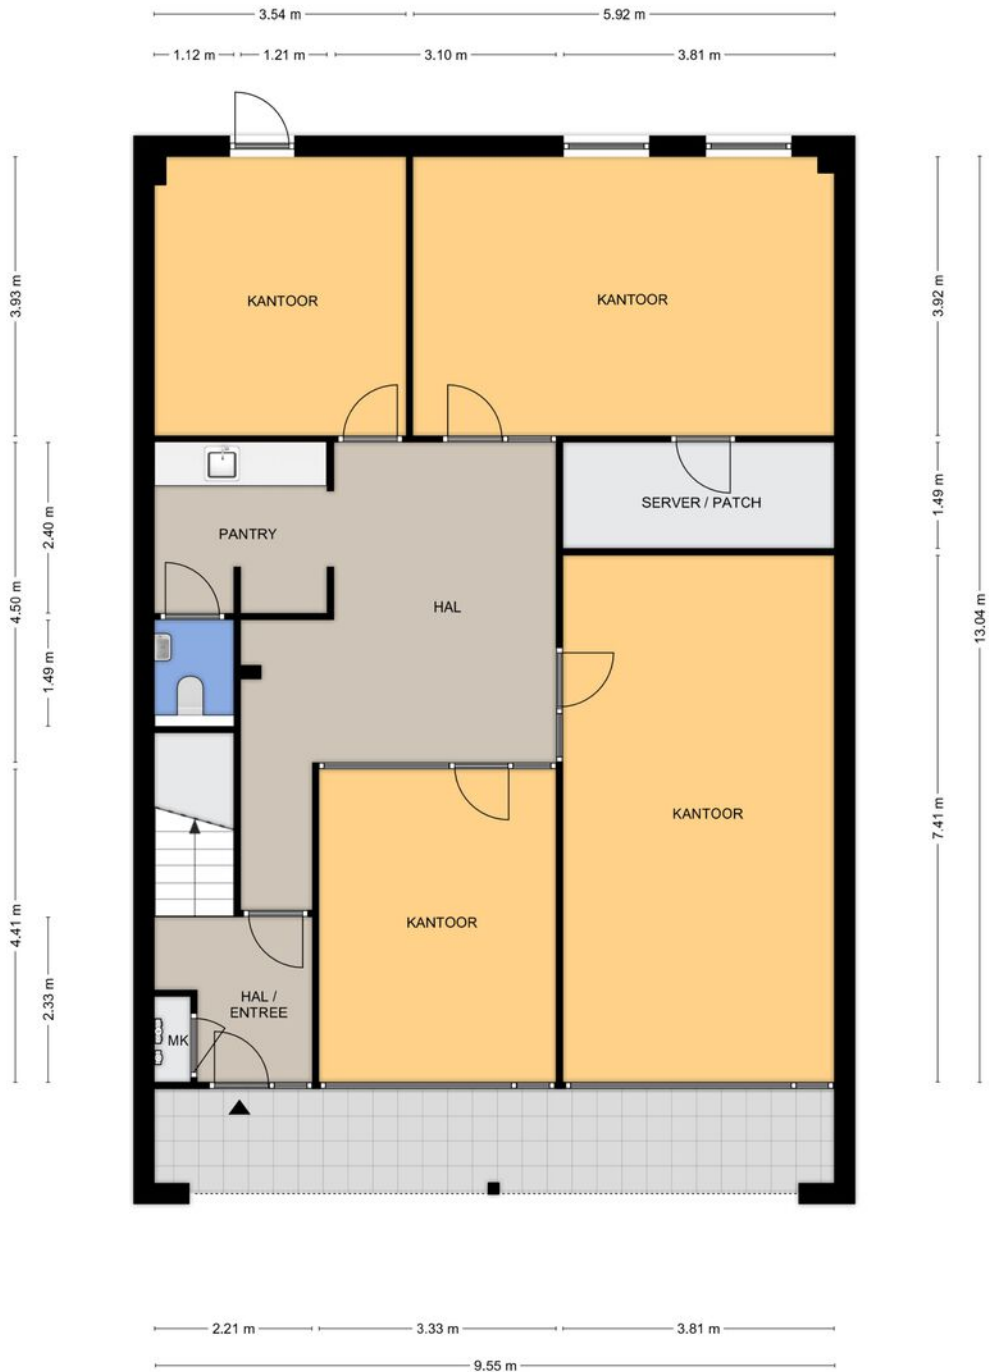 3.54 m
5.92 m
1.12 m
1.21 m
3.10 m
3.81 m
3.93 m
3.92 m
KANTOOR
KANTOOR
2.40 m
1.49 m
SERVER / PATCH
PANTRY
4.50 m
HAL
13.04 m
1.49 m
KANTOOR
7.41 m
4.41 m
KANTOOR
2.33 m
HAL /
ENTREE
MK
2.21 m
3.33 m
3.81 m
9.55 m